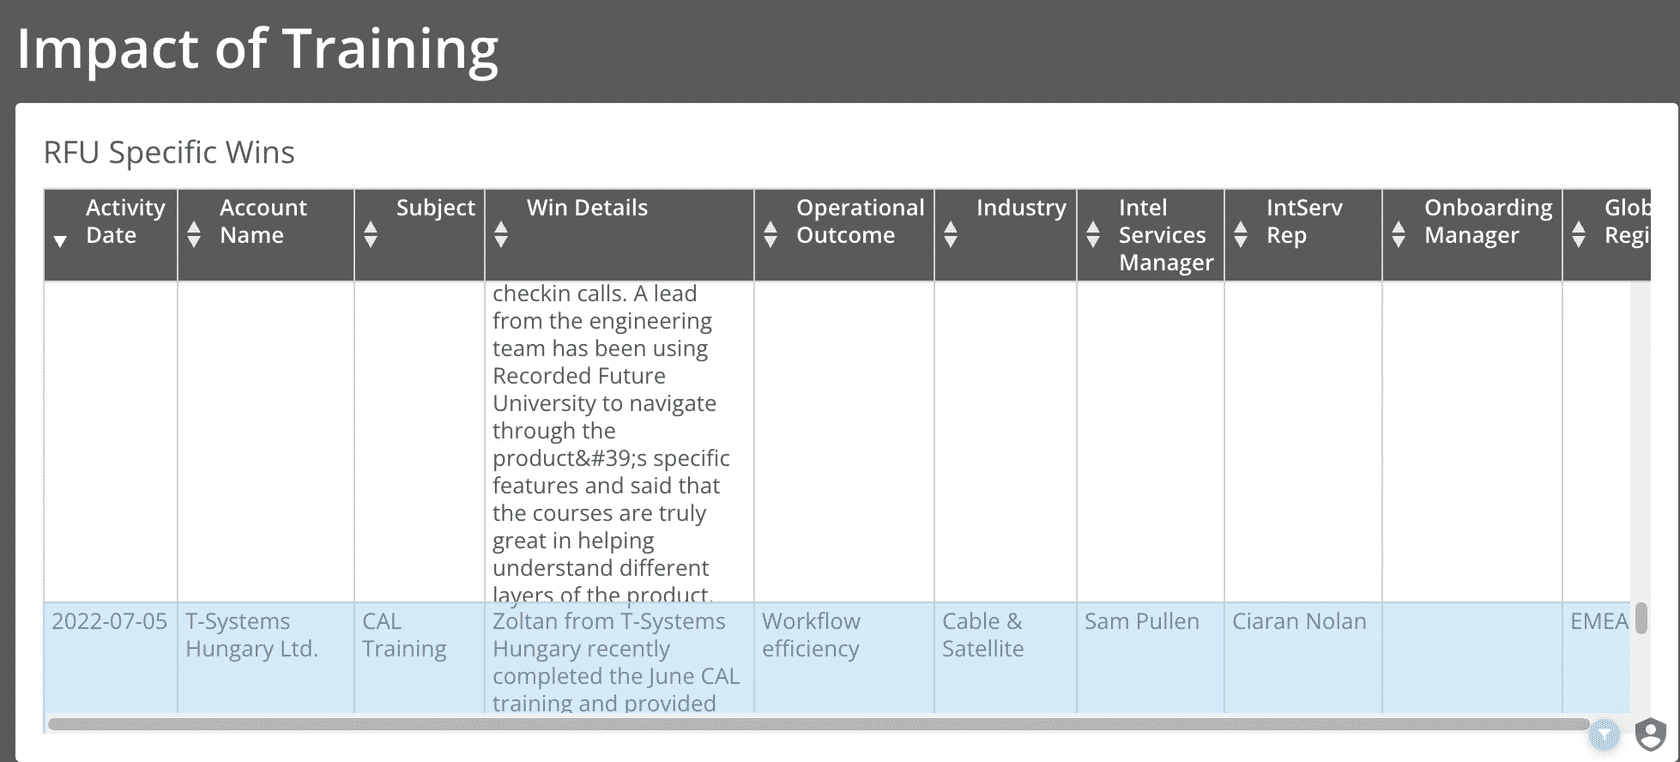 Impact of Training
RFU Specific Wins
Activity Date
Account Name
Subject
Win Details
Operational Outcome
Industry
Intel Services Manager
IntServ Rep
Onboarding Manager
Glob
Regi
checkin calls. A lead
from the engineering
team has been using
Recorded Future
University to navigate
through the
product&#39;s specific
features and said that
the courses are truly
great in helping
understand different
layers of the product.
2022-07-05
T-Systems
Hungary Ltd.
CAL
Training
Zoltan from T-Systems
Hungary recently
completed the June CAL
training and provided
Workflow
efficiency
Cable &
Satellite
Sam Pullen
Ciaran Nolan
EMEA